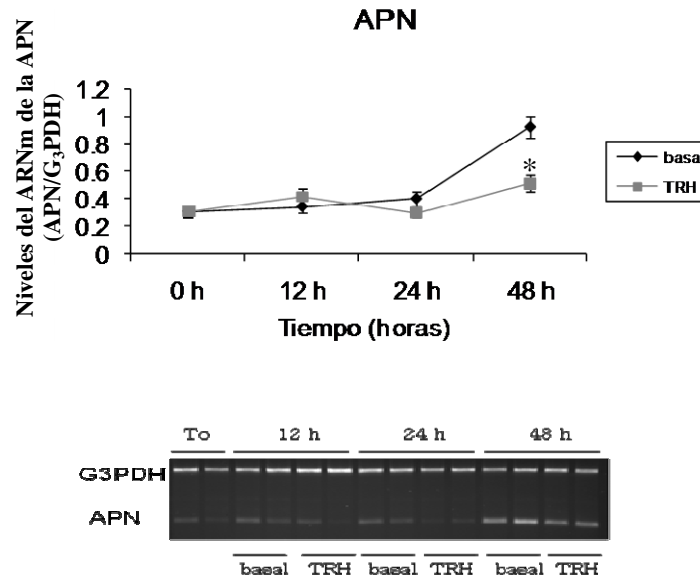 APN
Niveles del ARNm de la APN
(APN/G₃PDH)
1.2
1
0.8
0.6
0.4
0.2
0
*
basal
TRH
0 h 12 h 24 h 48 h
Tiempo (horas)
To 12 h 24 h 48 h
G3PDH
APN
basal TRH basal TRH basal TRH